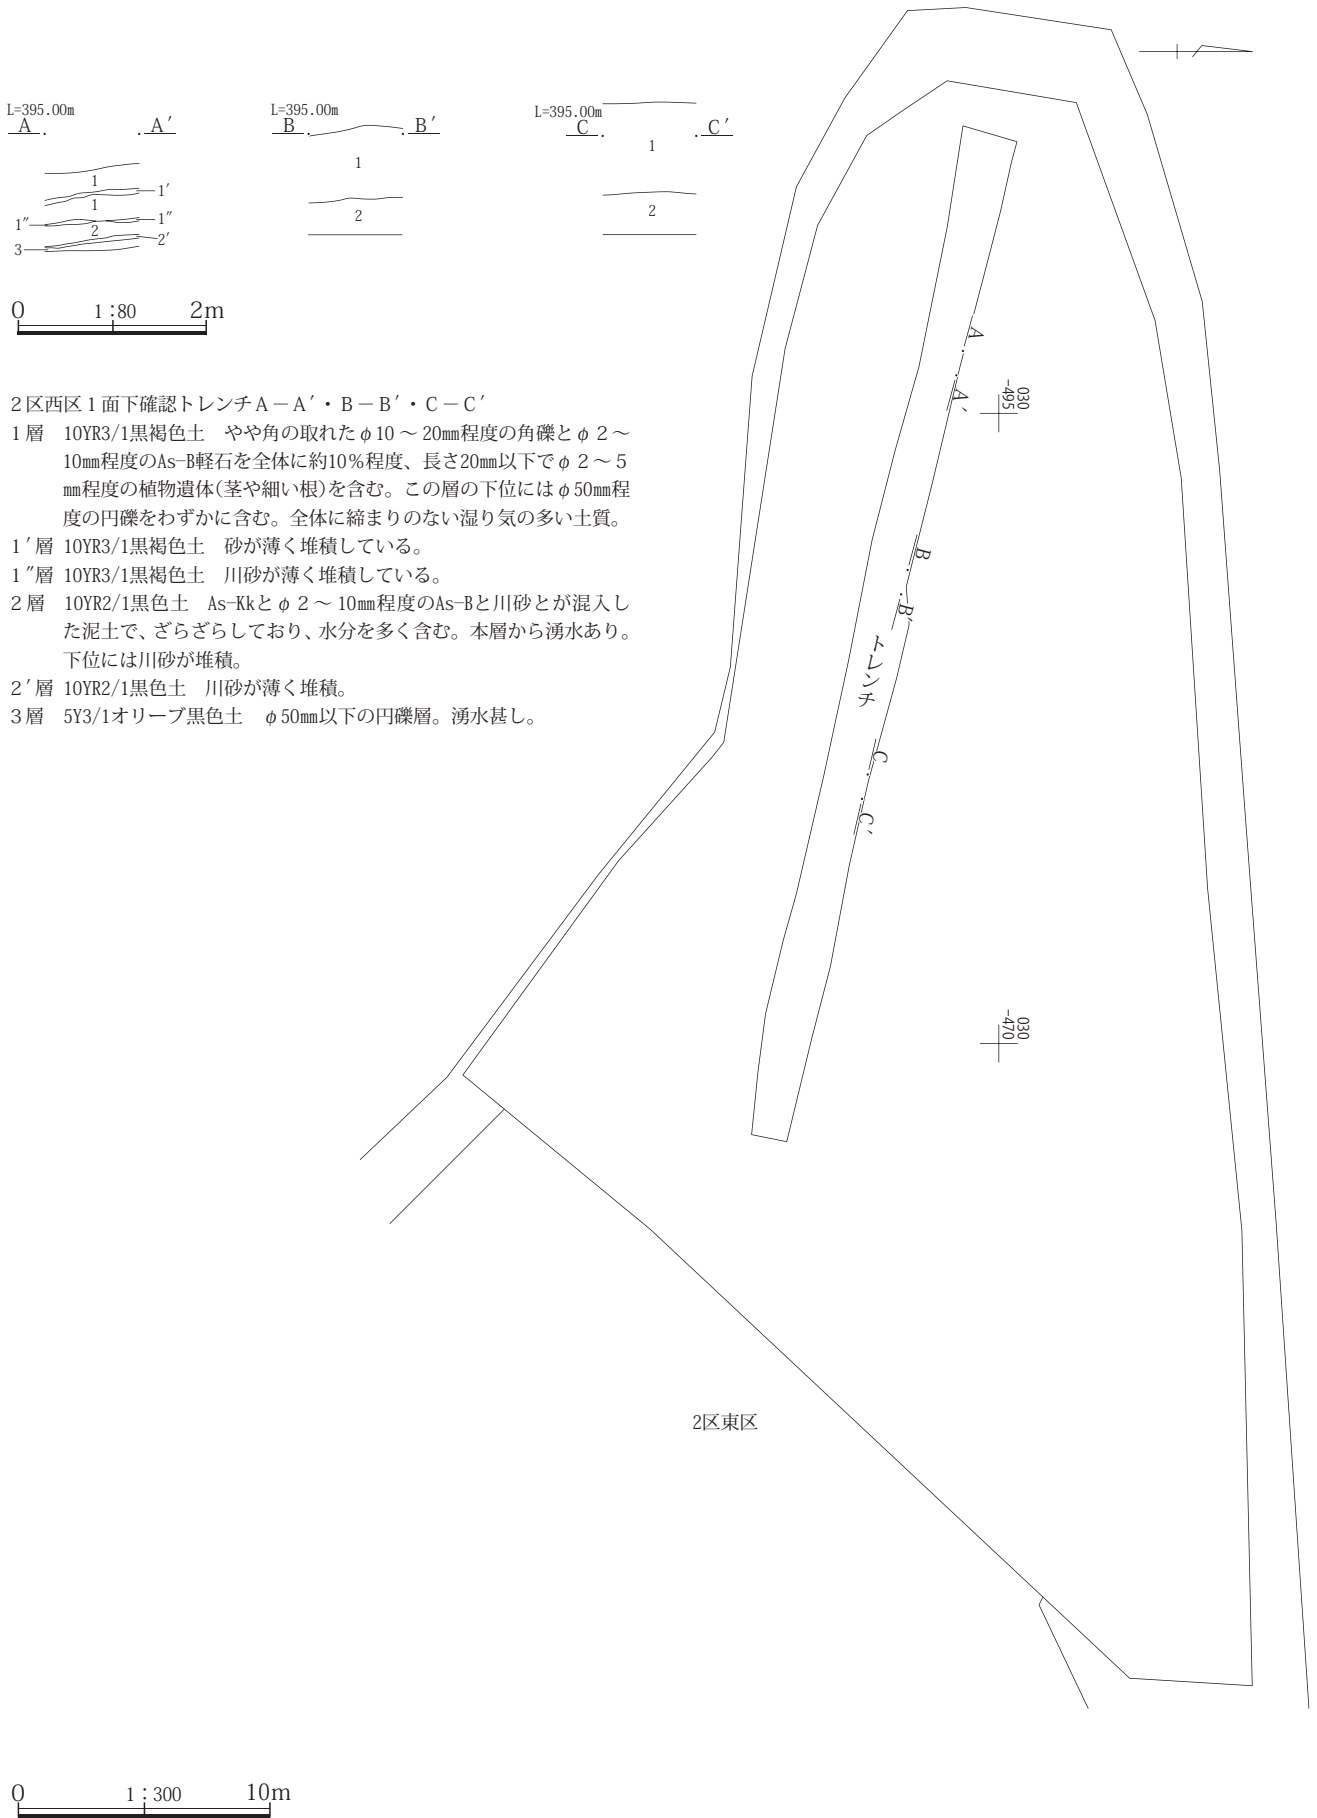 L=395.00m
A A′
1
1′
1
1″ 1″
2
2′
3
L=395.00m
B B′
1
2
L=395.00m
C C′
1
2
0 1：80 2m
２区西区１面下確認トレンチＡ－Ａ′・Ｂ－Ｂ′・Ｃ－Ｃ′
１層 10YR3/1黒褐色土　やや角の取れたφ10～20㎜程度の角礫とφ２～
10㎜程度のAs-B軽石を全体に約10％程度、長さ20㎜以下でφ２～５
㎜程度の植物遺体(茎や細い根)を含む。この層の下位にはφ50㎜程
度の円礫をわずかに含む。全体に締まりのない湿り気の多い土質。
１′層 10YR3/1黒褐色土　砂が薄く堆積している。
１″層 10YR3/1黒褐色土　川砂が薄く堆積している。
２層 10YR2/1黒色土　As-Kkとφ２～10㎜程度のAs-Bと川砂とが混入し
た泥土で、ざらざらしており、水分を多く含む。本層から湧水あり。
下位には川砂が堆積。
２′層 10YR2/1黒色土　川砂が薄く堆積。
３層 5Y3/1オリーブ黒色土　φ50㎜以下の円礫層。湧水甚し。
A
A′
030
-495
B
B′
トレンチ
C
C′
030
-470
2区東区
0 1：300 10m